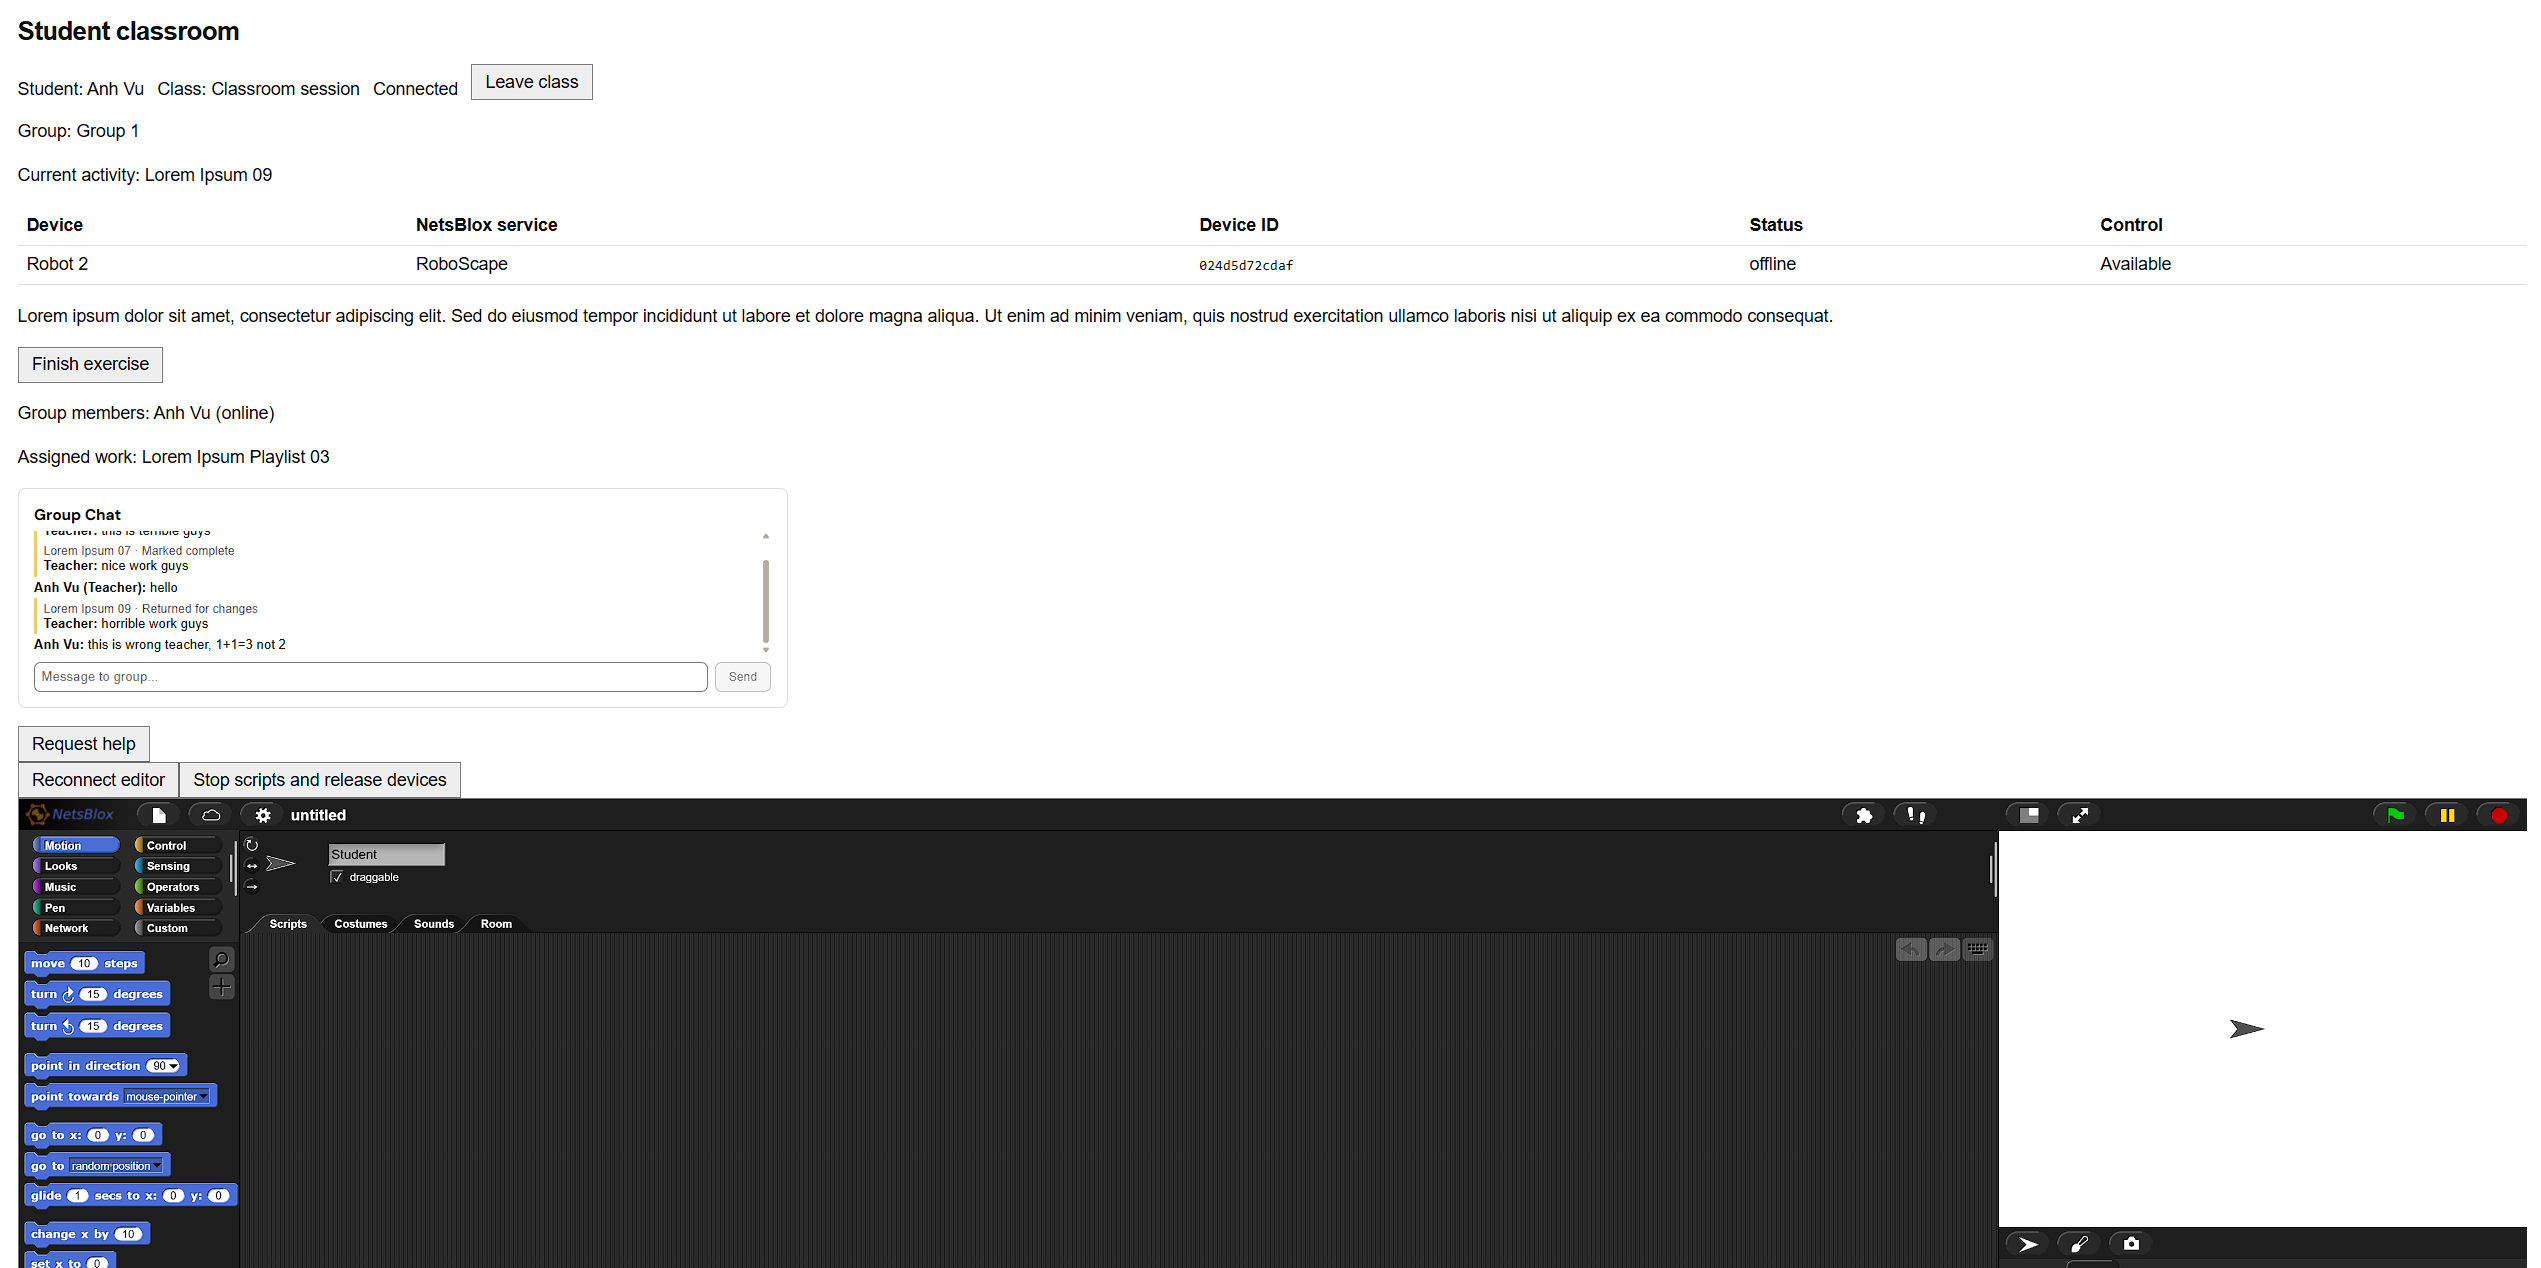 Student classroom
Student: Anh Vu Class: Classroom session Connected Leave class
Group: Group 1
Current activity: Lorem Ipsum 09
Device NetsBlox service Device ID Status Control
Robot 2 RoboScape 024d5d72cdaf offline Available
Lorem ipsum dolor sit amet, consectetur adipiscing elit. Sed do eiusmod tempor incididunt ut labore et dolore magna aliqua. Ut enim ad minim veniam, quis nostrud exercitation ullamco laboris nisi ut aliquip ex ea commodo consequat.
Finish exercise
Group members: Anh Vu (online)
Assigned work: Lorem Ipsum Playlist 03
Group Chat
Teacher: this is terrible guys
Lorem Ipsum 07 · Marked complete
Teacher: nice work guys
Anh Vu (Teacher): hello
Lorem Ipsum 09 · Returned for changes
Teacher: horrible work guys
Anh Vu: this is wrong teacher, 1+1=3 not 2
Message to group... Send
Request help
Reconnect editor Stop scripts and release devices
NetsBlox untitled
Motion Control
Looks Sensing
Music Operators
Pen Variables
Network Custom
Student
draggable
Scripts Costumes Sounds Room
move 10 steps
turn 15 degrees
turn 15 degrees
point in direction 90
point towards mouse-pointer
go to x: 0 y: 0
go to random position
glide 1 secs to x: 0 y: 0
change x by 10
set x to 0